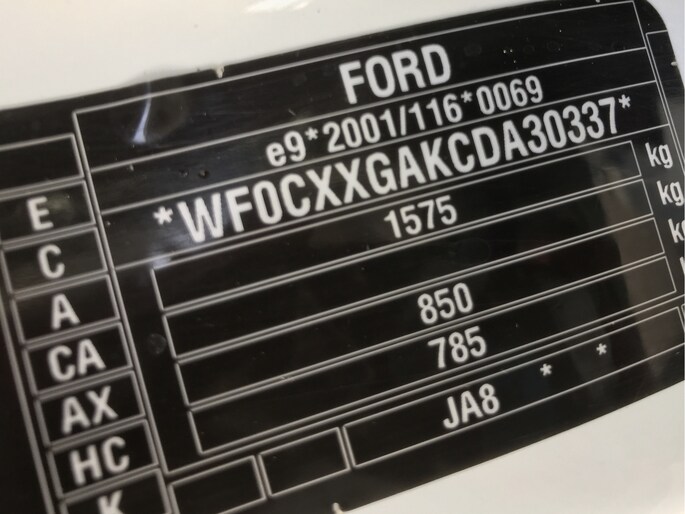 FORD
e9*2001/116*0069
*WF0CXXGAKCDA30337*
1575 kg
kg
850
785
JA8 * *
E
C
A
CA
AX
HC
K